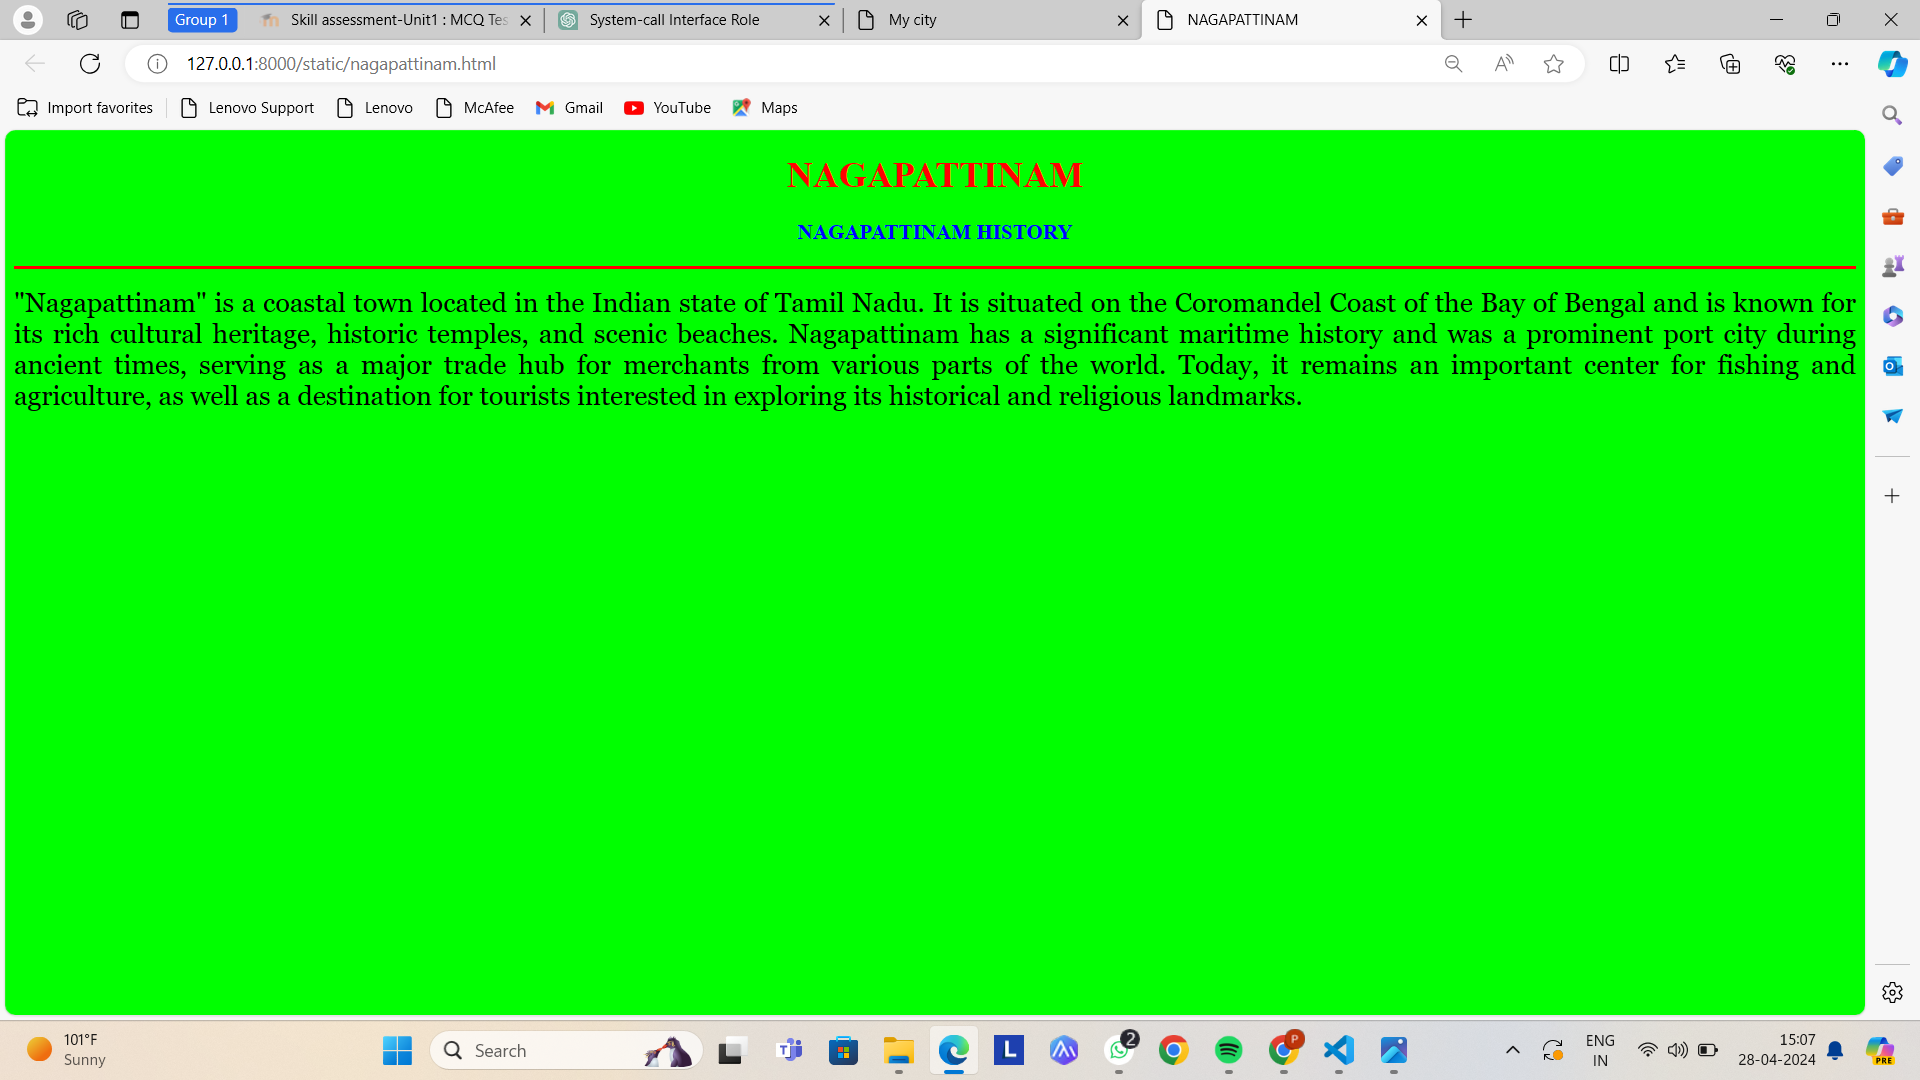 Group 1
Skill assessment-Unit1 : MCQ Tes
System-call Interface Role
My city
NAGAPATTINAM
127.0.0.1:8000/static/nagapattinam.html
Import favorites
Lenovo Support
Lenovo
McAfee
Gmail
YouTube
Maps
NAGAPATTINAM
NAGAPATTINAM HISTORY
"Nagapattinam" is a coastal town located in the Indian state of Tamil Nadu. It is situated on the Coromandel Coast of the Bay of Bengal and is known for
its rich cultural heritage, historic temples, and scenic beaches. Nagapattinam has a significant maritime history and was a prominent port city during
ancient times, serving as a major trade hub for merchants from various parts of the world. Today, it remains an important center for fishing and
agriculture, as well as a destination for tourists interested in exploring its historical and religious landmarks.
101°F
Sunny
Search
L
2
P
ENG
IN
15:07
28-04-2024
PRE